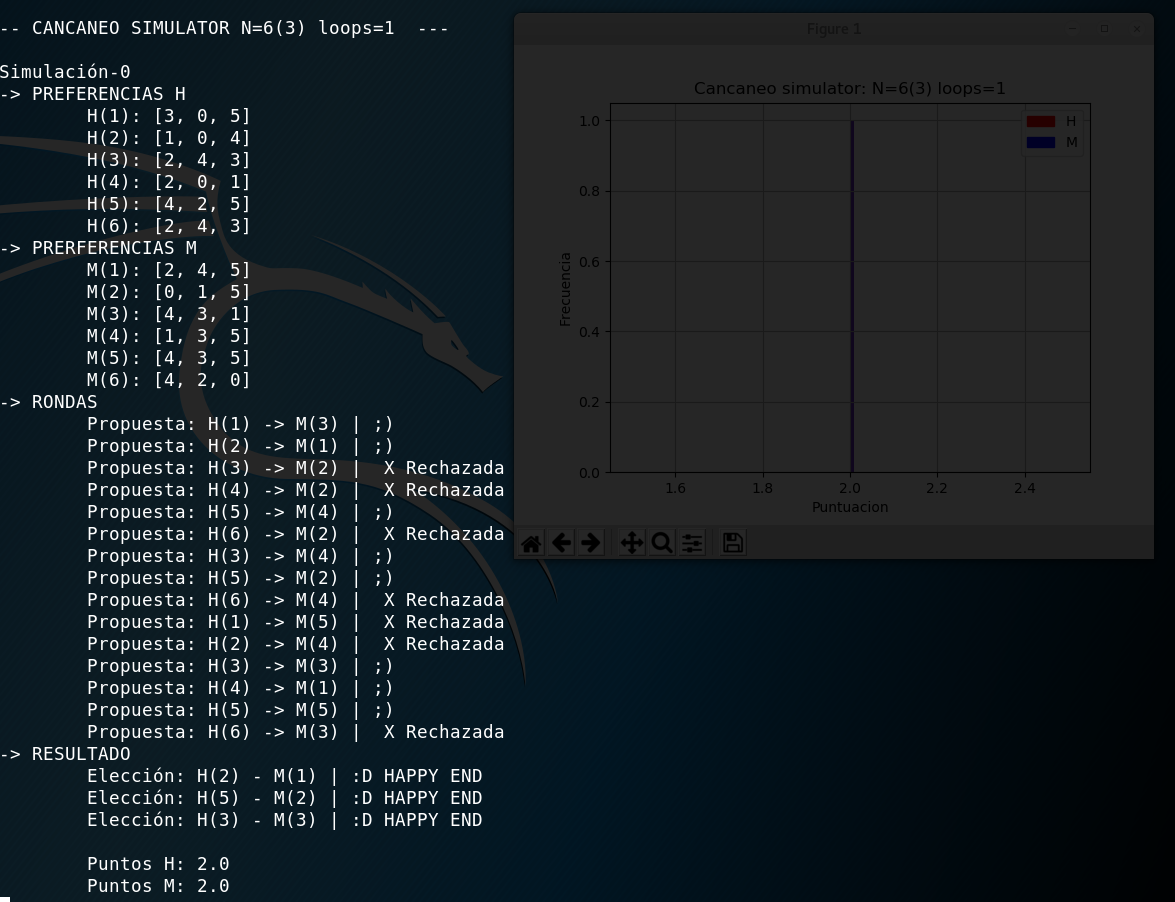 -- CANCANEO SIMULATOR N=6(3) loops=1  ---
Simulación-0
-> PREFERENCIAS H
H(1): [3, 0, 5]
H(2): [1, 0, 4]
H(3): [2, 4, 3]
H(4): [2, 0, 1]
H(5): [4, 2, 5]
H(6): [2, 4, 3]
-> PRERFERENCIAS M
M(1): [2, 4, 5]
M(2): [0, 1, 5]
M(3): [4, 3, 1]
M(4): [1, 3, 5]
M(5): [4, 3, 5]
M(6): [4, 2, 0]
-> RONDAS
Propuesta: H(1) -> M(3) | ;)
Propuesta: H(2) -> M(1) | ;)
Propuesta: H(3) -> M(2) |  X Rechazada
Propuesta: H(4) -> M(2) |  X Rechazada
Propuesta: H(5) -> M(4) | ;)
Propuesta: H(6) -> M(2) |  X Rechazada
Propuesta: H(3) -> M(4) | ;)
Propuesta: H(5) -> M(2) | ;)
Propuesta: H(6) -> M(4) |  X Rechazada
Propuesta: H(1) -> M(5) |  X Rechazada
Propuesta: H(2) -> M(4) |  X Rechazada
Propuesta: H(3) -> M(3) | ;)
Propuesta: H(4) -> M(1) | ;)
Propuesta: H(5) -> M(5) | ;)
Propuesta: H(6) -> M(3) |  X Rechazada
-> RESULTADO
Elección: H(2) - M(1) | :D HAPPY END
Elección: H(5) - M(2) | :D HAPPY END
Elección: H(3) - M(3) | :D HAPPY END
Puntos H: 2.0
Puntos M: 2.0
Figure 1
Cancaneo simulator: N=6(3) loops=1
H
M
1.0
0.8
0.6
0.4
0.2
0.0
Frecuencia
1.6 1.8 2.0 2.2 2.4
Puntuacion